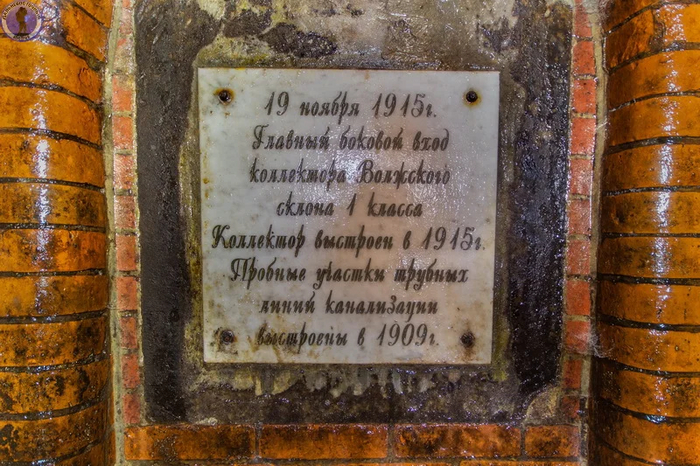 19 ноября 1915г.
Главный боковой вход
коллектора Волжского
склона 1 класса
Коллектор выстроен в 1915г.
Пробные участки трубных
линий канализации
выстроены в 1909г.